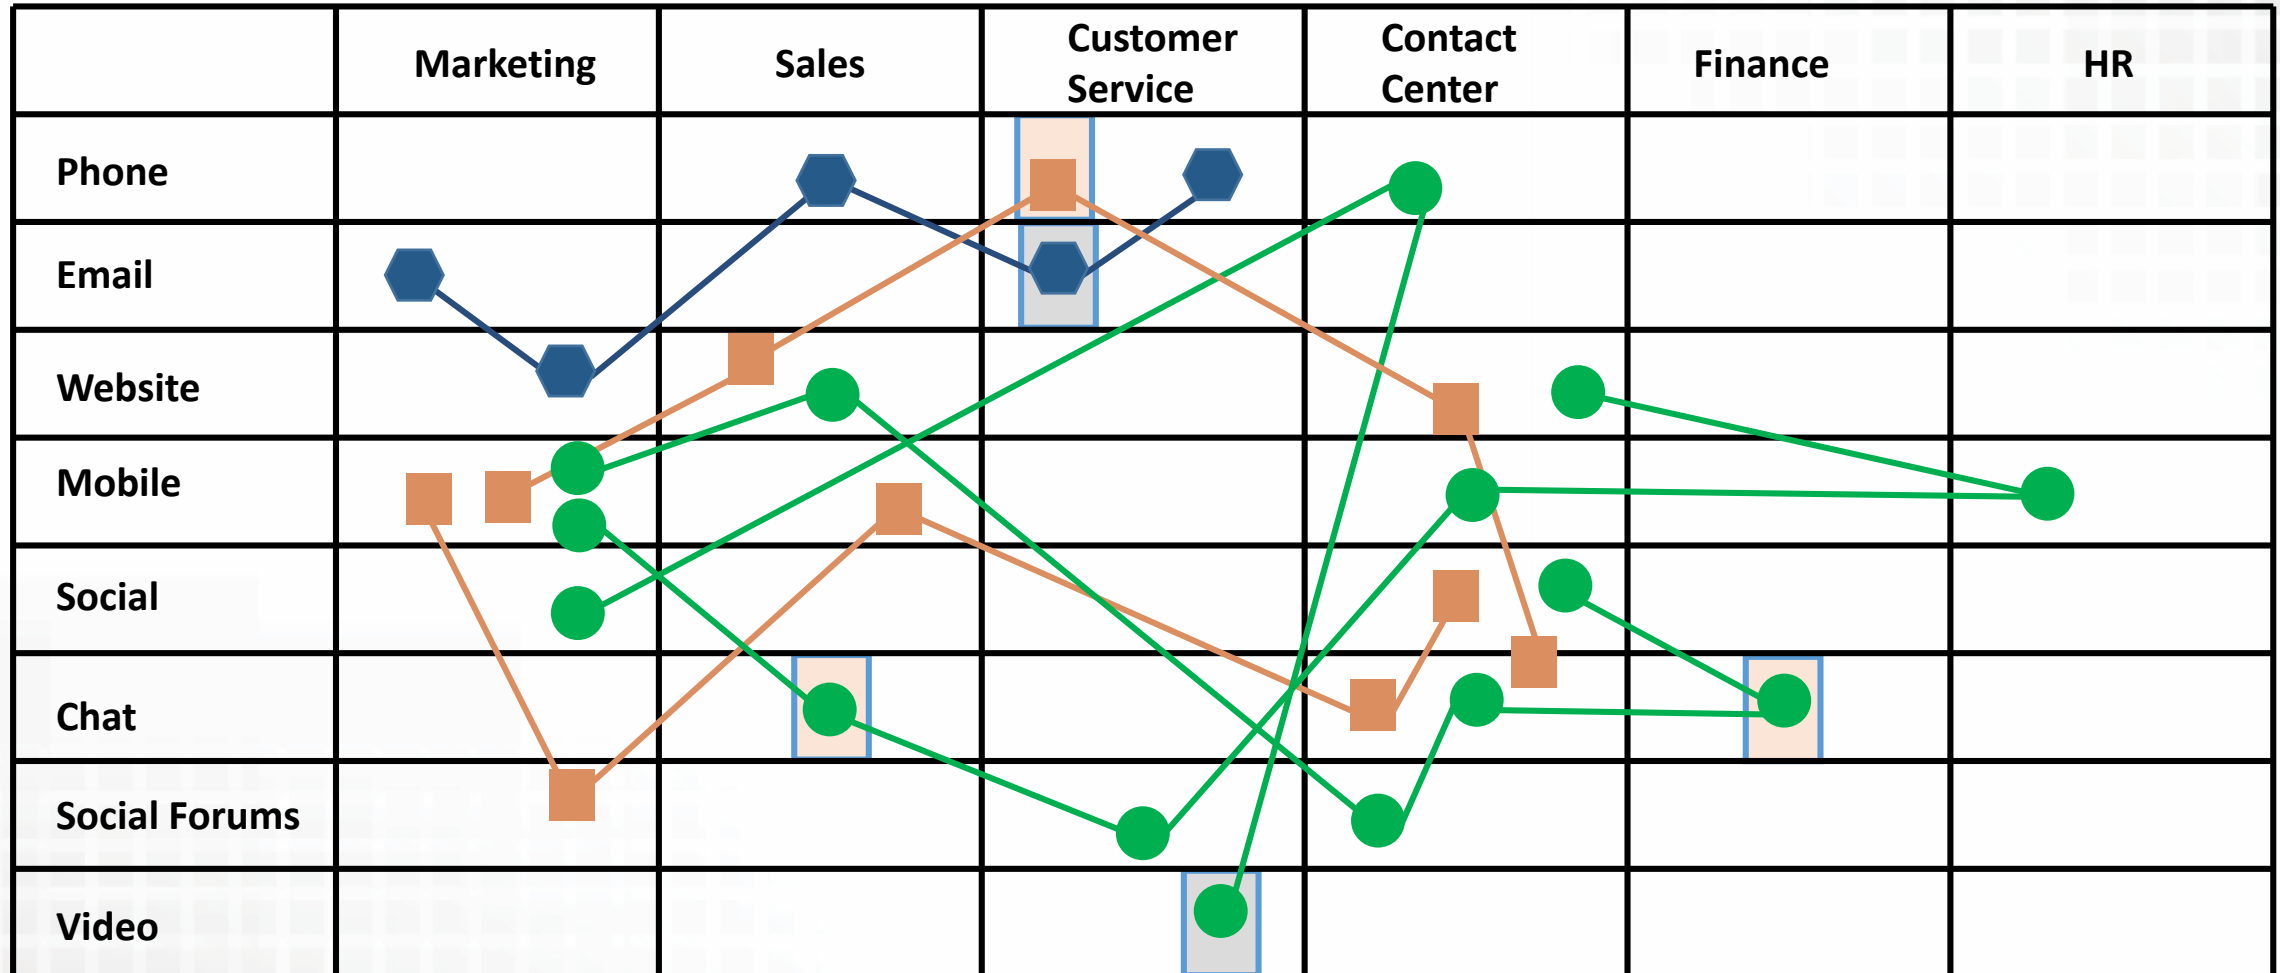 Marketing
Sales
Customer
Service
Contact
Center
Finance
HR
Phone
Email
Website
Mobile
Social
Chat
Social Forums
Video